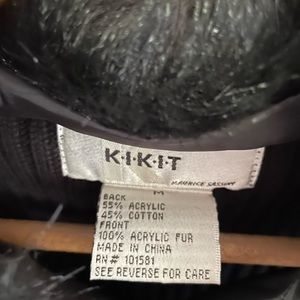 K·I·K·I·T
MAURICE SASSON
M
BACK
55% ACRYLIC
45% COTTON
FRONT
100% ACRYLIC FUR
MADE IN CHINA
RN# 101581
SEE REVERSE FOR CARE